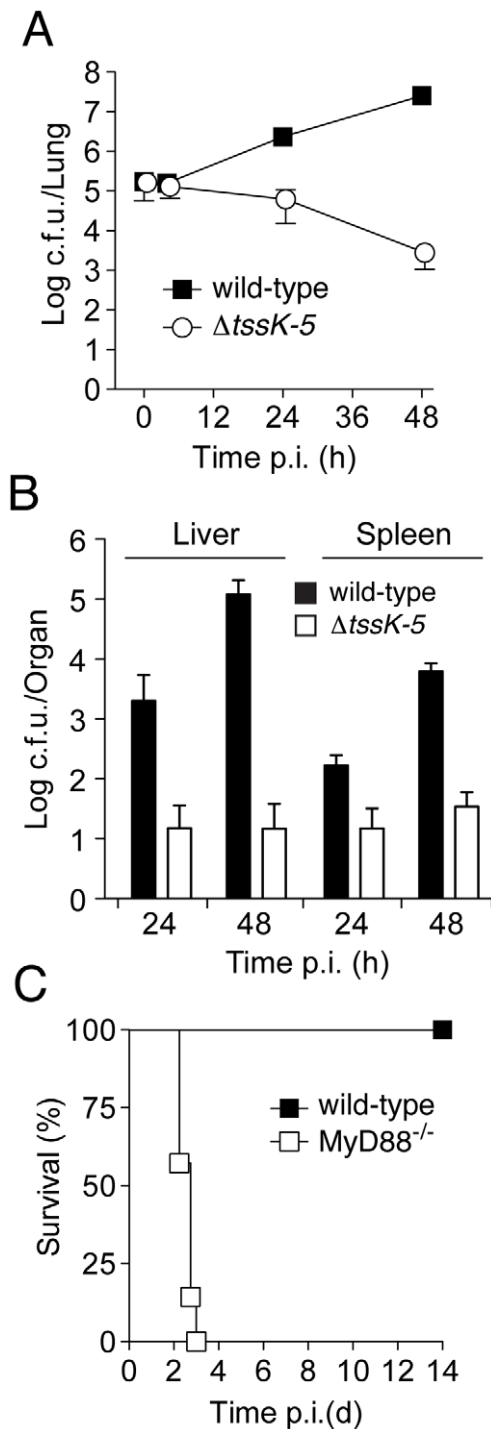 A
Log c.f.u./Lung
8
7
6
5
4
3
2
1
0
wild-type
ΔtssK-5
0 12 24 36 48
Time p.i. (h)
B
Liver Spleen
Log c.f.u./Organ
6
5
4
3
2
1
0
wild-type
ΔtssK-5
24 48 24 48
Time p.i. (h)
C
Survival (%)
100
75
50
25
0
wild-type
MyD88⁻/⁻
0 2 4 6 8 10 12 14
Time p.i.(d)